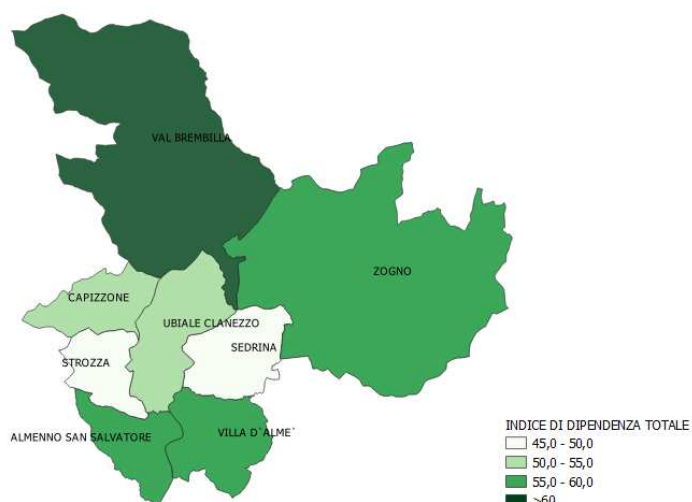 VAL BREMBILLA
ZOGNO
CAPIZZONE
UBIALE CLANEZZO
SEDRINA
STROZZA
ALMENNO SAN SALVATORE
VILLA D`ALME`
INDICE DI DIPENDENZA TOTALE
45,0 - 50,0
50,0 - 55,0
55,0 - 60,0
>60